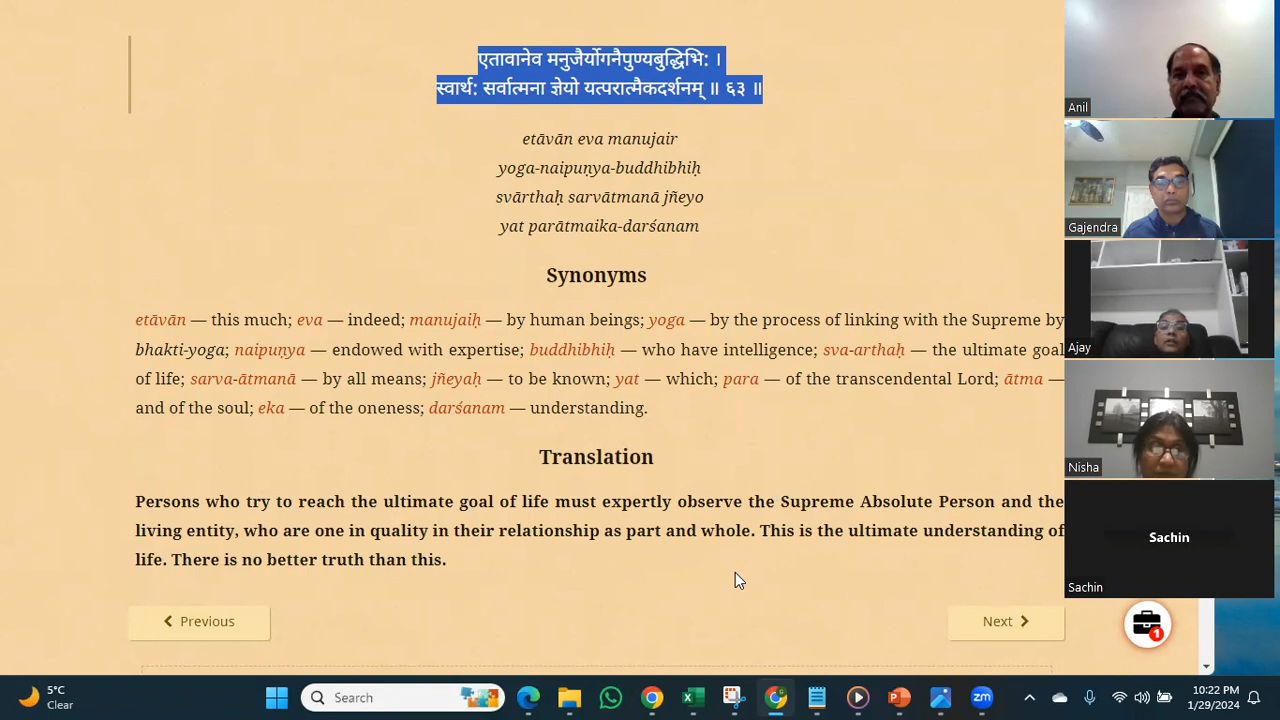 एतावानेव मनुजैर्योगनैपुण्यबुद्धिभि: ।
स्वार्थ: सर्वात्मना ज्ञेयो यत्परात्मैकदर्शनम् ॥ ६३ ॥
etāvān eva manujair
yoga-naipuṇya-buddhibhiḥ
svārthaḥ sarvātmanā jñeyo
yat parātmaika-darśanam
Synonyms
etāvān — this much; eva — indeed; manujaiḥ — by human beings; yoga — by the process of linking with the Supreme by
bhakti-yoga; naipuṇya — endowed with expertise; buddhibhiḥ — who have intelligence; sva-arthaḥ — the ultimate goal
of life; sarva-ātmanā — by all means; jñeyaḥ — to be known; yat — which; para — of the transcendental Lord; ātma —
and of the soul; eka — of the oneness; darśanam — understanding.
Translation
Persons who try to reach the ultimate goal of life must expertly observe the Supreme Absolute Person and the
living entity, who are one in quality in their relationship as part and whole. This is the ultimate understanding of
life. There is no better truth than this.
Previous
Next
Anil
Gajendra
Ajay
Nisha
Sachin
Sachin
1
5°C
Clear
Search
zm
10:22 PM
1/29/2024